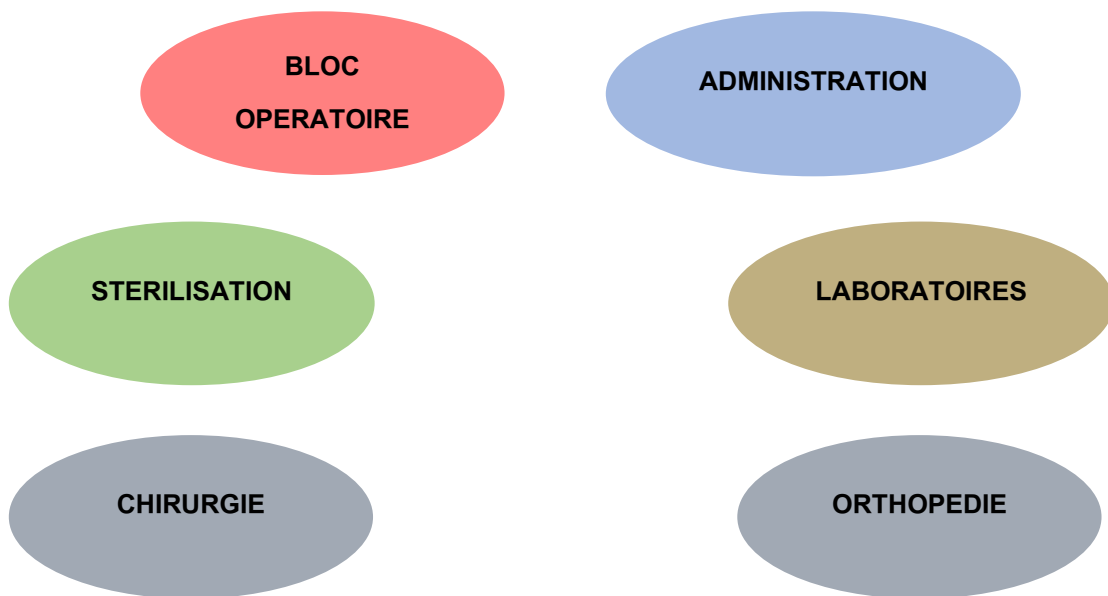 BLOC
OPERATOIRE
ADMINISTRATION
STERILISATION
LABORATOIRES
CHIRURGIE
ORTHOPEDIE